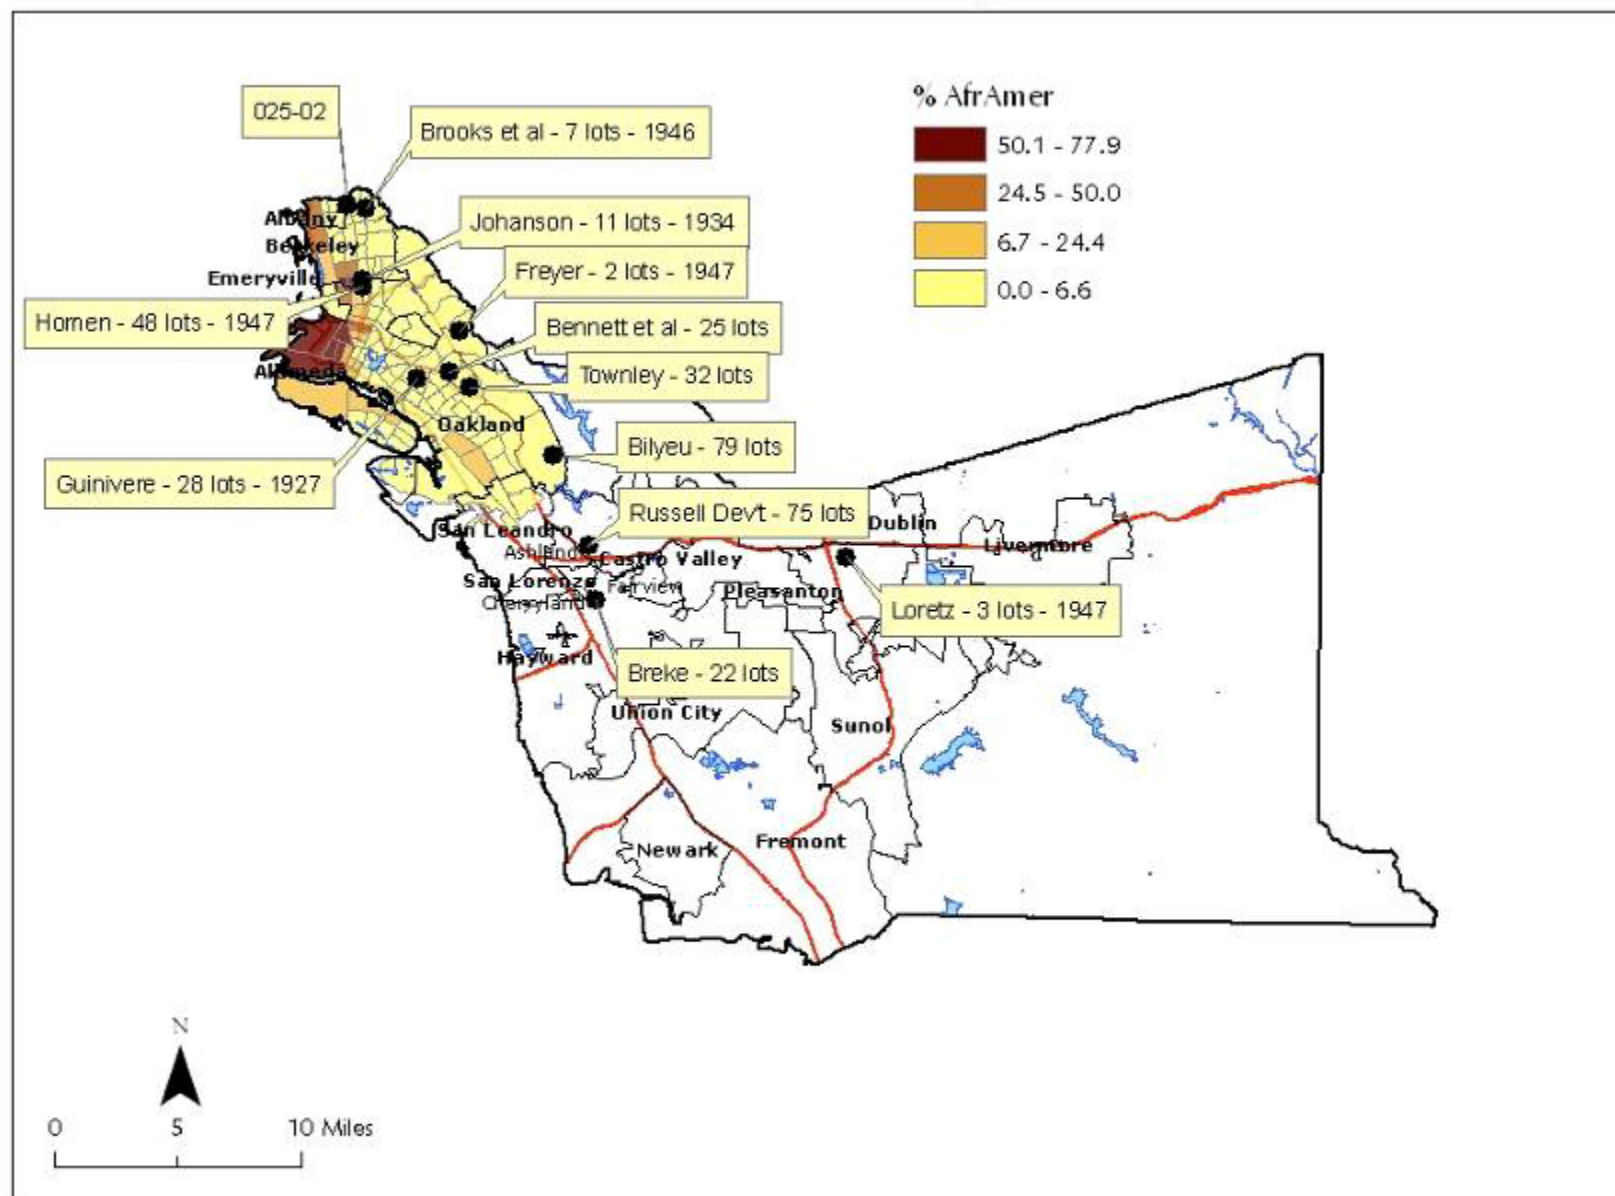 025-02
Brooks et al - 7 lots - 1946
Johanson - 11 lots - 1934
Freyer - 2 lots - 1947
Homen - 48 lots - 1947
Bennett et al - 25 lots
Townley - 32 lots
Bilyeu - 79 lots
Guinivere - 28 lots - 1927
Russell Dev't - 75 lots
Loretz - 3 lots - 1947
Breke - 22 lots
% AfrAmer
50.1 - 77.9
24.5 - 50.0
6.7 - 24.4
0.0 - 6.6
Albany
Berkeley
Emeryville
Alameda
Oakland
San Leandro
Ashland
Castro Valley
San Lorenzo
Fairview
Cherryland
Hayward
Union City
Dublin
Livermore
Pleasanton
Sunol
Newark
Fremont
N
0 5 10 Miles